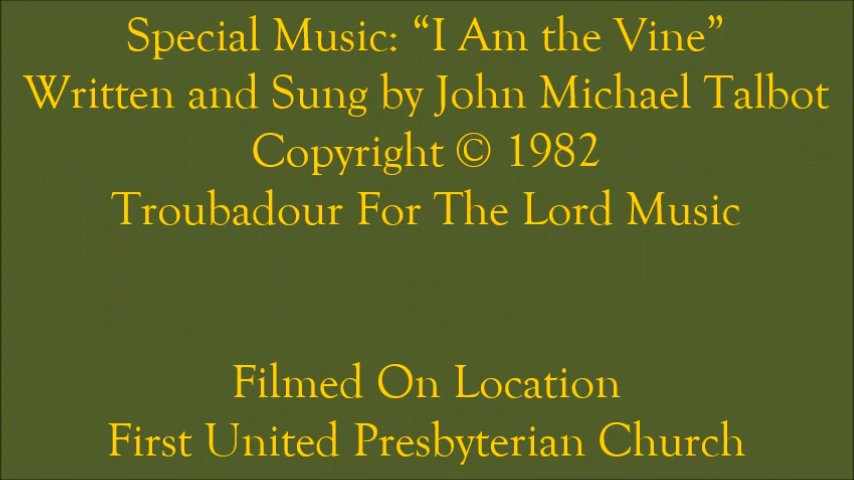 Special Music: “I Am the Vine”
Written and Sung by John Michael Talbot
Copyright © 1982
Troubadour For The Lord Music
Filmed On Location
First United Presbyterian Church